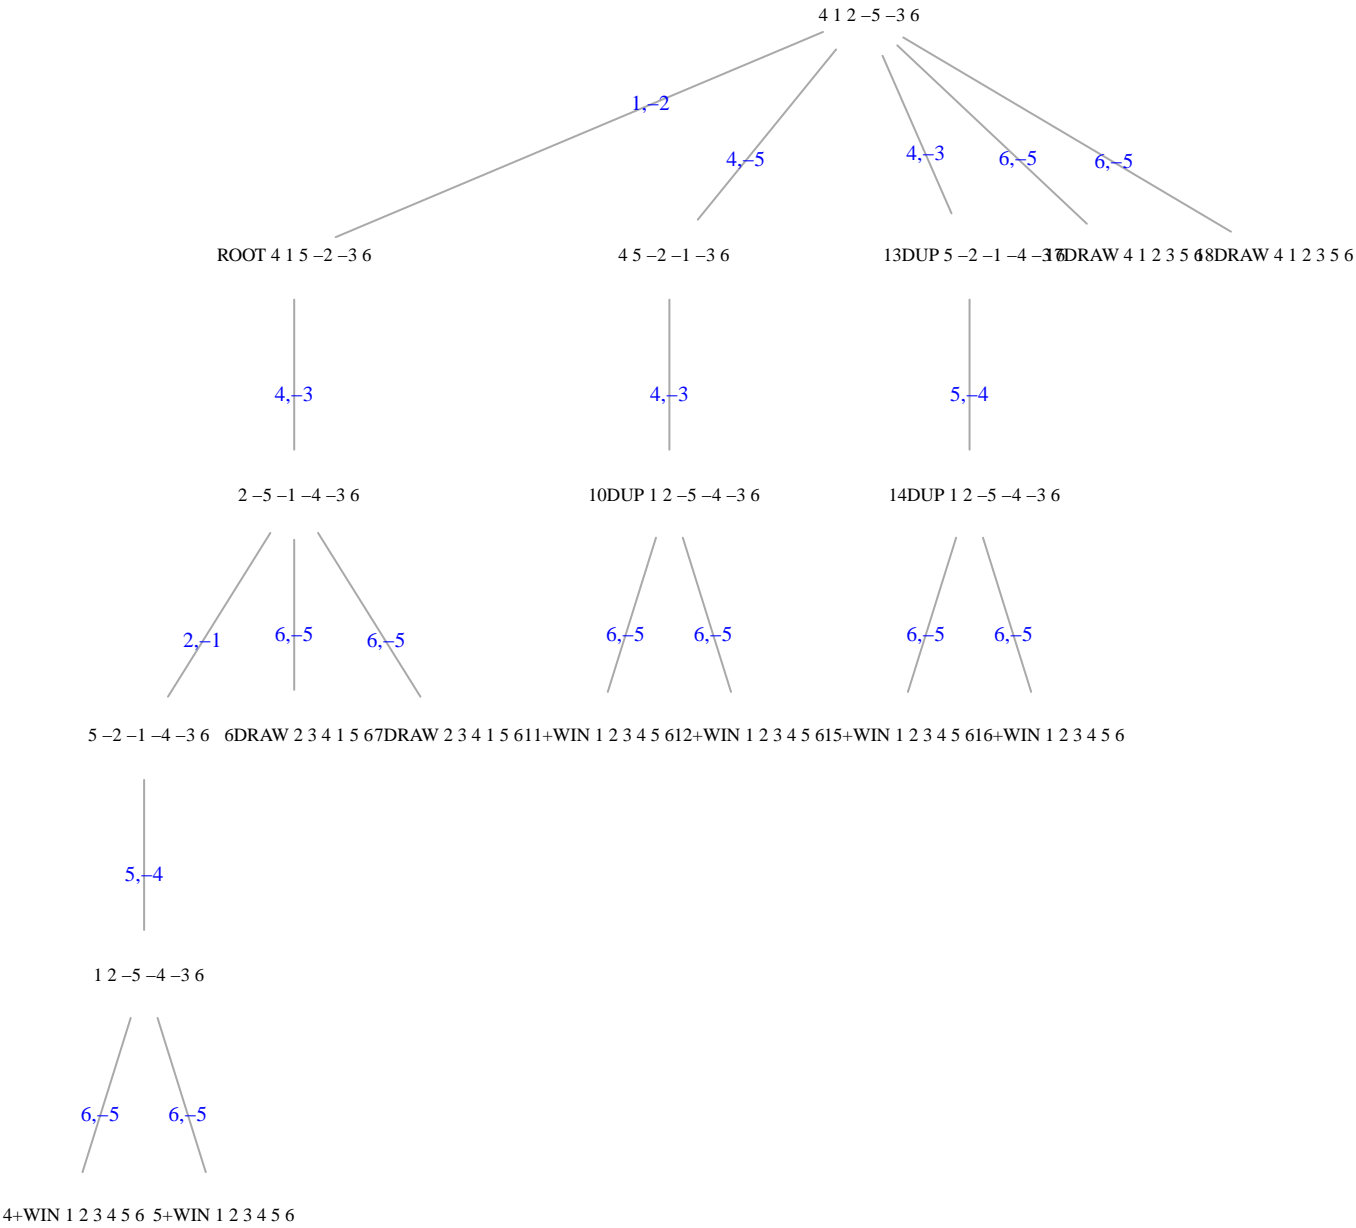 4 1 2 –5 –3 6
1,–2
4,–5
4,–3
6,–5
6,–5
ROOT 4 1 5 –2 –3 6
4 5 –2 –1 –3 6
13DUP 5 –2 –1 –4 –3 6
17DRAW 4 1 2 3 5 6
18DRAW 4 1 2 3 5 6
4,–3
4,–3
5,–4
2 –5 –1 –4 –3 6
10DUP 1 2 –5 –4 –3 6
14DUP 1 2 –5 –4 –3 6
2,–1
6,–5
6,–5
6,–5
6,–5
6,–5
6,–5
5 –2 –1 –4 –3 6
6DRAW 2 3 4 1 5 6
7DRAW 2 3 4 1 5 6
11+WIN 1 2 3 4 5 6
12+WIN 1 2 3 4 5 6
15+WIN 1 2 3 4 5 6
16+WIN 1 2 3 4 5 6
5,–4
1 2 –5 –4 –3 6
6,–5
6,–5
4+WIN 1 2 3 4 5 6
5+WIN 1 2 3 4 5 6